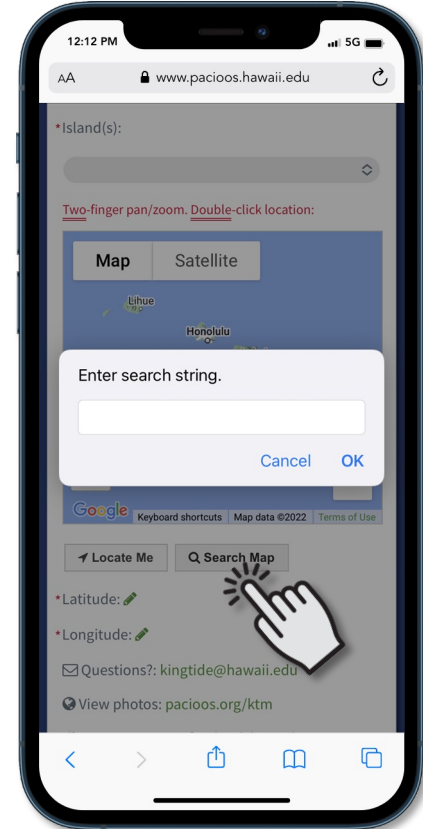 12:12 PM
5G
AA
www.pacioos.hawaii.edu
*Island(s):
Two-finger pan/zoom. Double-click location:
Map Satellite
Lihue
Honolulu
Enter search string.
Cancel OK
Google Keyboard shortcuts Map data ©2022 Terms of Use
Locate Me Search Map
*Latitude:
*Longitude:
Questions?: kingtide@hawaii.edu
View photos: pacioos.org/ktm